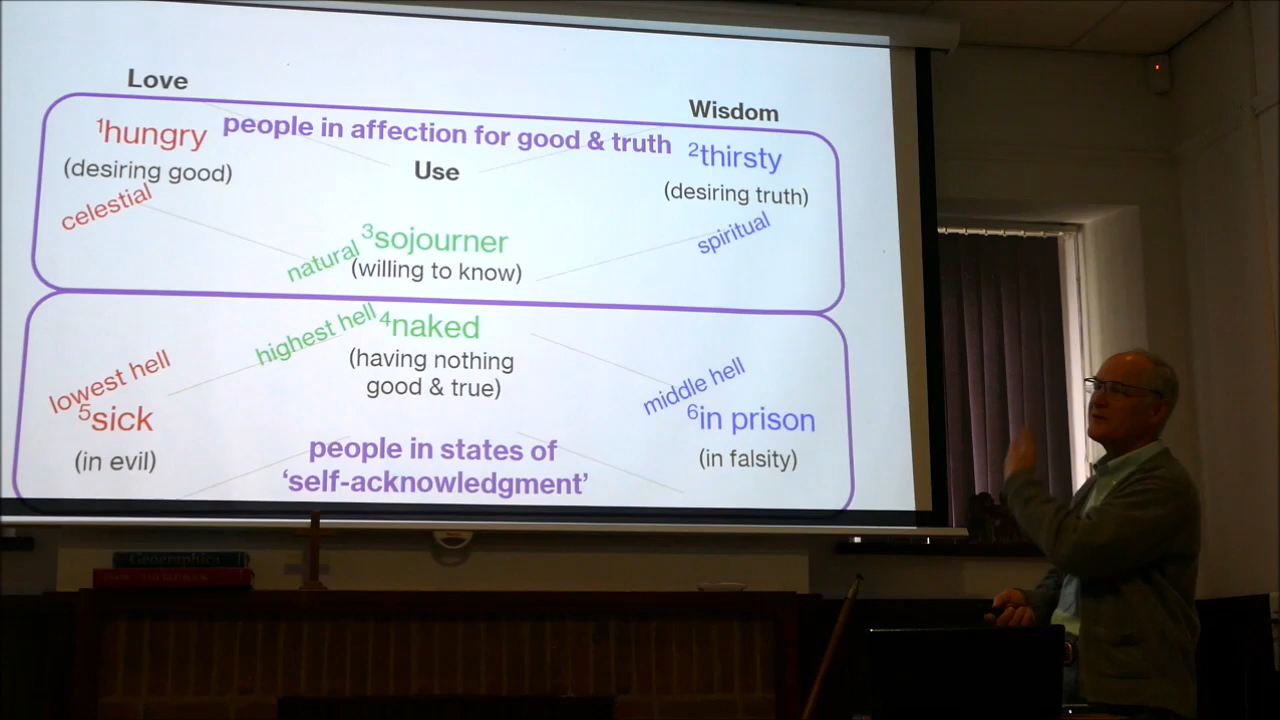 Love
Wisdom
¹hungry
people in affection for good & truth
²thirsty
(desiring good)
Use
(desiring truth)
celestial
spiritual
natural
³sojourner
(willing to know)
highest hell
⁴naked
(having nothing
good & true)
lowest hell
⁵sick
(in evil)
middle hell
⁶in prison
(in falsity)
people in states of
‘self-acknowledgment’
Geographica